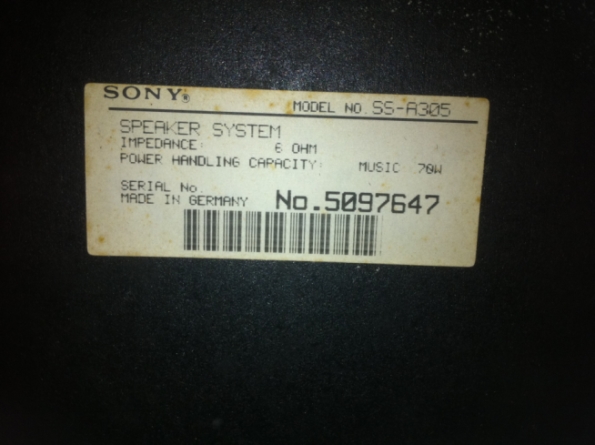 SONY®
MODEL NO. SS-A305
SPEAKER SYSTEM
IMPEDANCE: 6 OHM
POWER HANDLING CAPACITY: MUSIC 70W
SERIAL No.
MADE IN GERMANY No.5097647